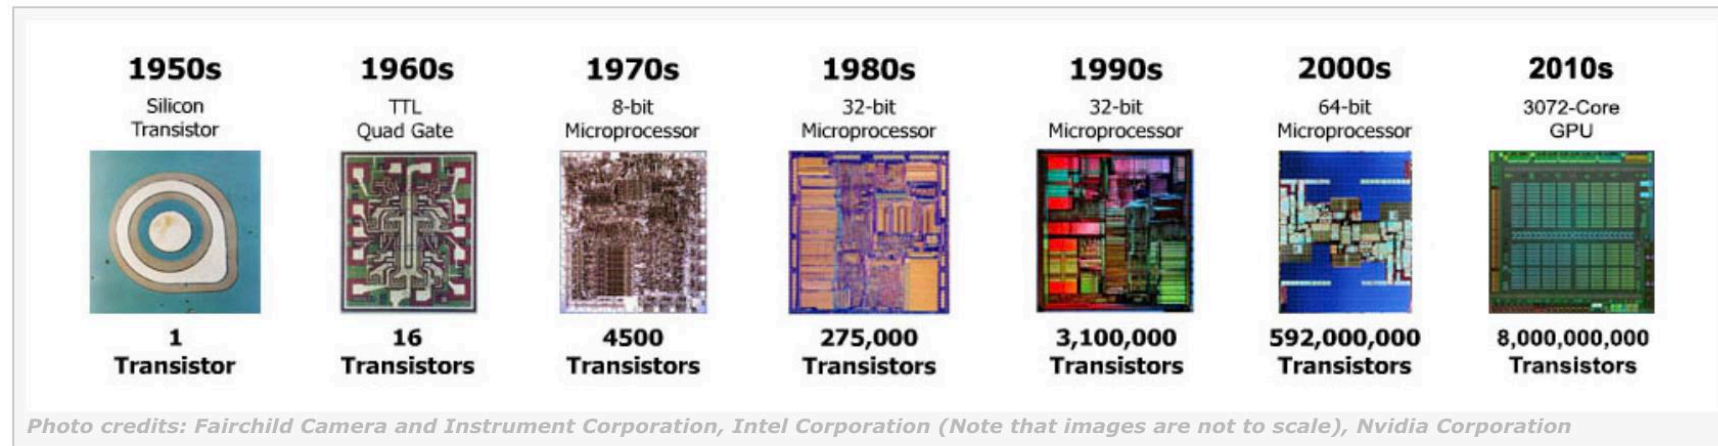 1950s
Silicon
Transistor
1
Transistor
1960s
TTL
Quad Gate
16
Transistors
1970s
8-bit
Microprocessor
4500
Transistors
1980s
32-bit
Microprocessor
275,000
Transistors
1990s
32-bit
Microprocessor
3,100,000
Transistors
2000s
64-bit
Microprocessor
592,000,000
Transistors
2010s
3072-Core
GPU
8,000,000,000
Transistors
Photo credits: Fairchild Camera and Instrument Corporation, Intel Corporation (Note that images are not to scale), Nvidia Corporation